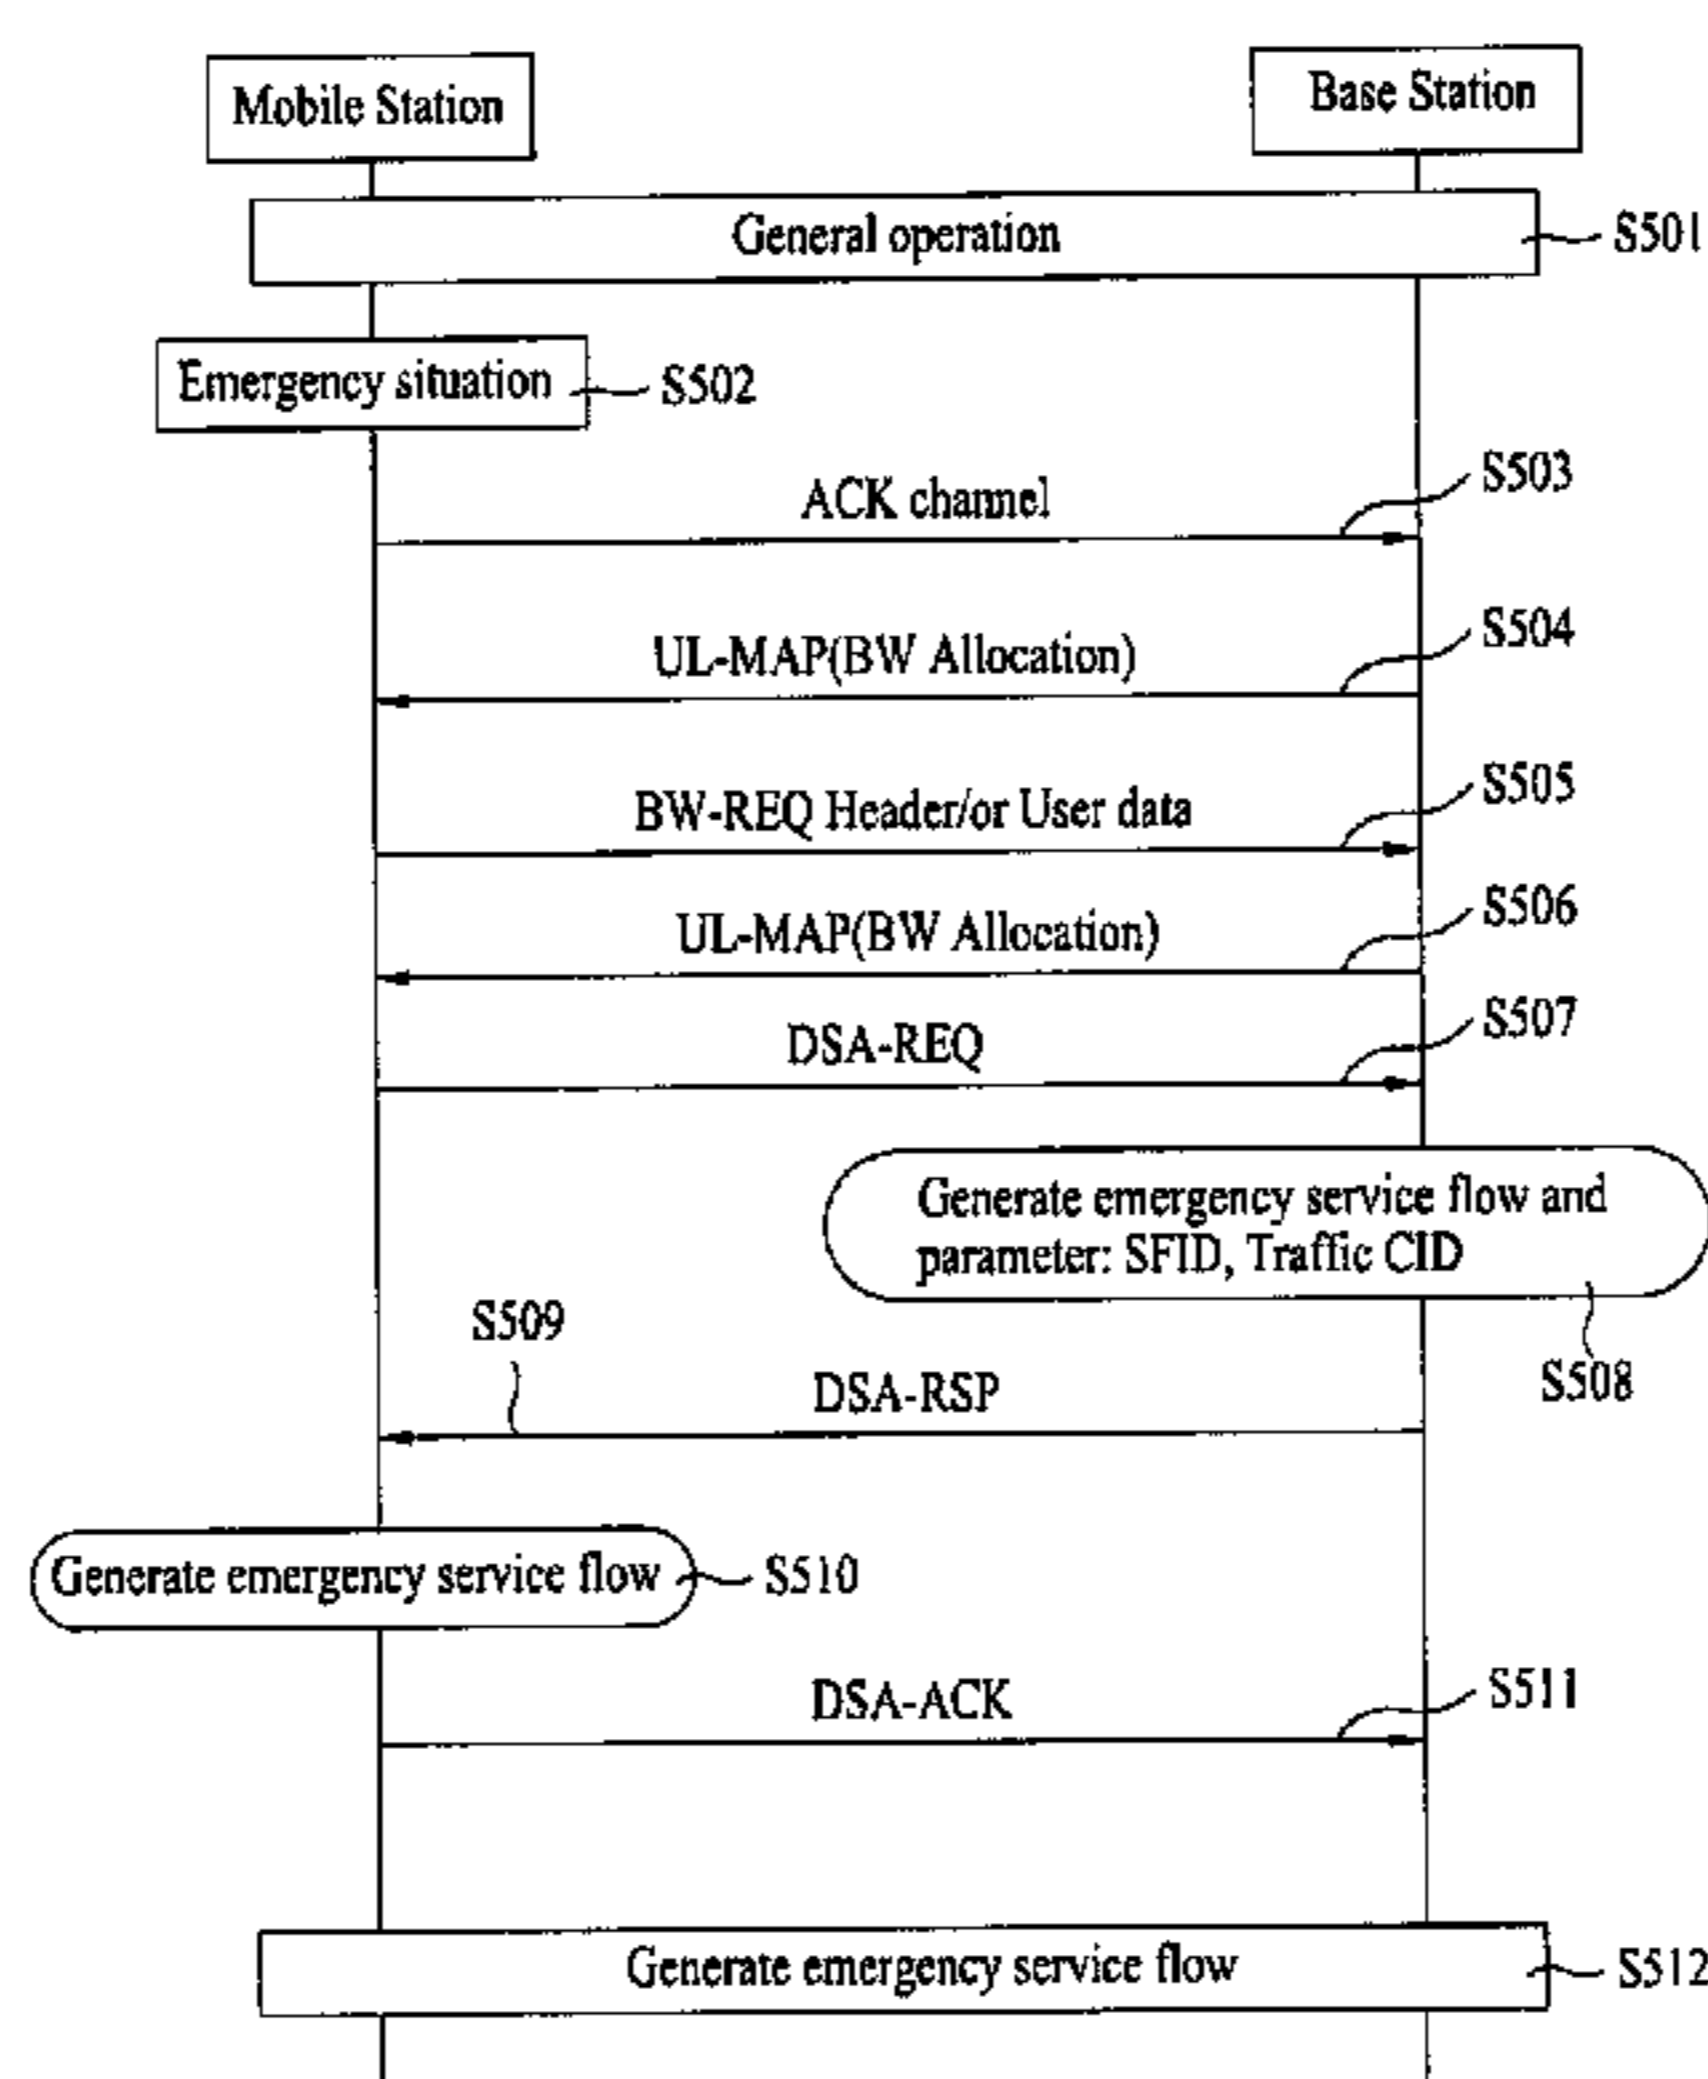 Mobile Station
Base Station
General operation
S501
Emergency situation
S502
ACK channel
S503
UL-MAP(BW Allocation)
S504
BW-REQ Header/or User data
S505
UL-MAP(BW Allocation)
S506
DSA-REQ
S507
Generate emergency service flow and
parameter: SFID, Traffic CID
S508
S509
DSA-RSP
Generate emergency service flow
S510
DSA-ACK
S511
Generate emergency service flow
S512